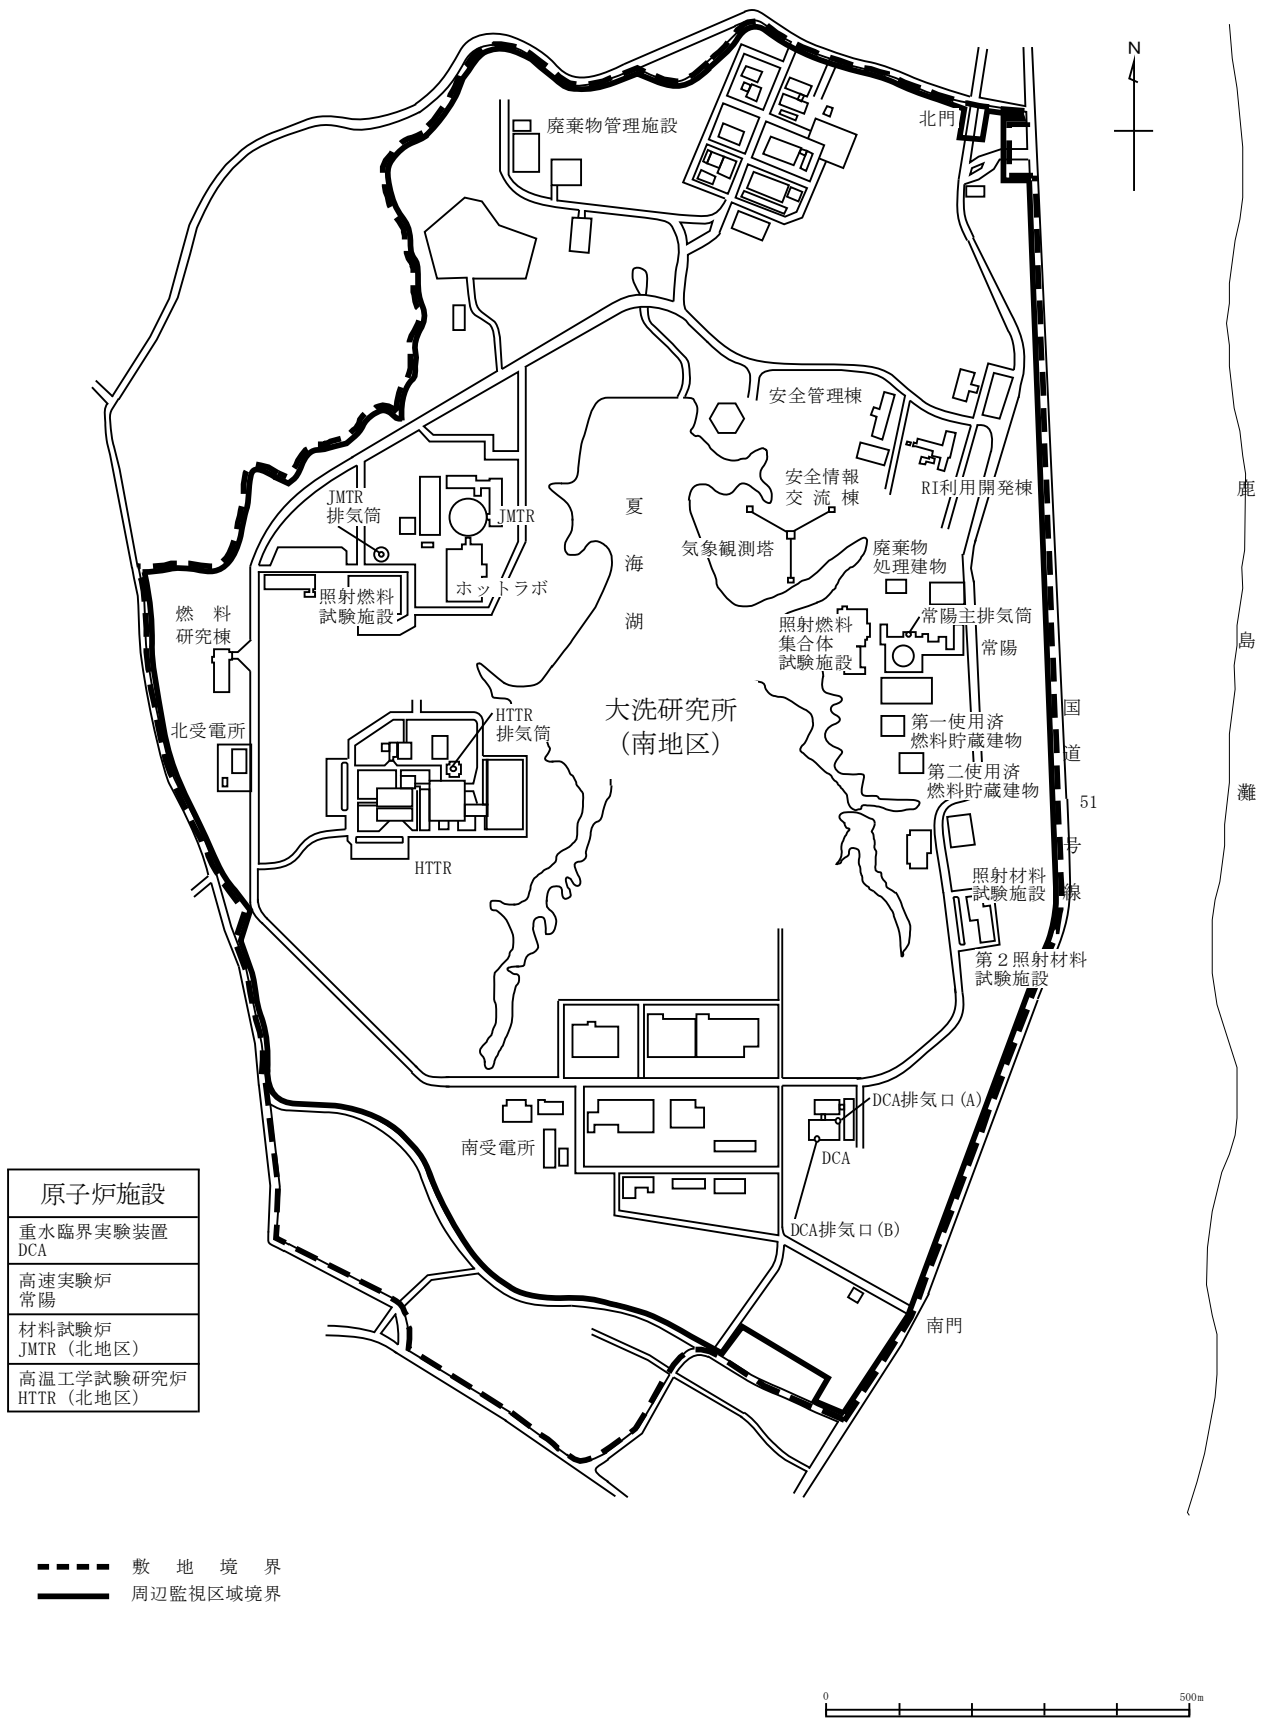 N
北門
廃棄物管理施設
安全管理棟
安全情報
交流棟
RI利用開発棟
鹿島灘
JMTR
排気筒
JMTR
夏海湖
気象観測塔
廃棄物
処理建物
ホットラボ
照射燃料
試験施設
燃料
研究棟
照射燃料
集合体
試験施設
常陽主排気筒
常陽
大洗研究所
（南地区）
国道51号線
北受電所
HTTR
排気筒
第一使用済
燃料貯蔵建物
第二使用済
燃料貯蔵建物
HTTR
照射材料
試験施設
第２照射材料
試験施設
DCA排気口(A)
南受電所
DCA
DCA排気口(B)
南門
原子炉施設
重水臨界実験装置
DCA
高速実験炉
常陽
材料試験炉
JMTR（北地区）
高温工学試験研究炉
HTTR（北地区）
敷地境界
周辺監視区域境界
0 500m